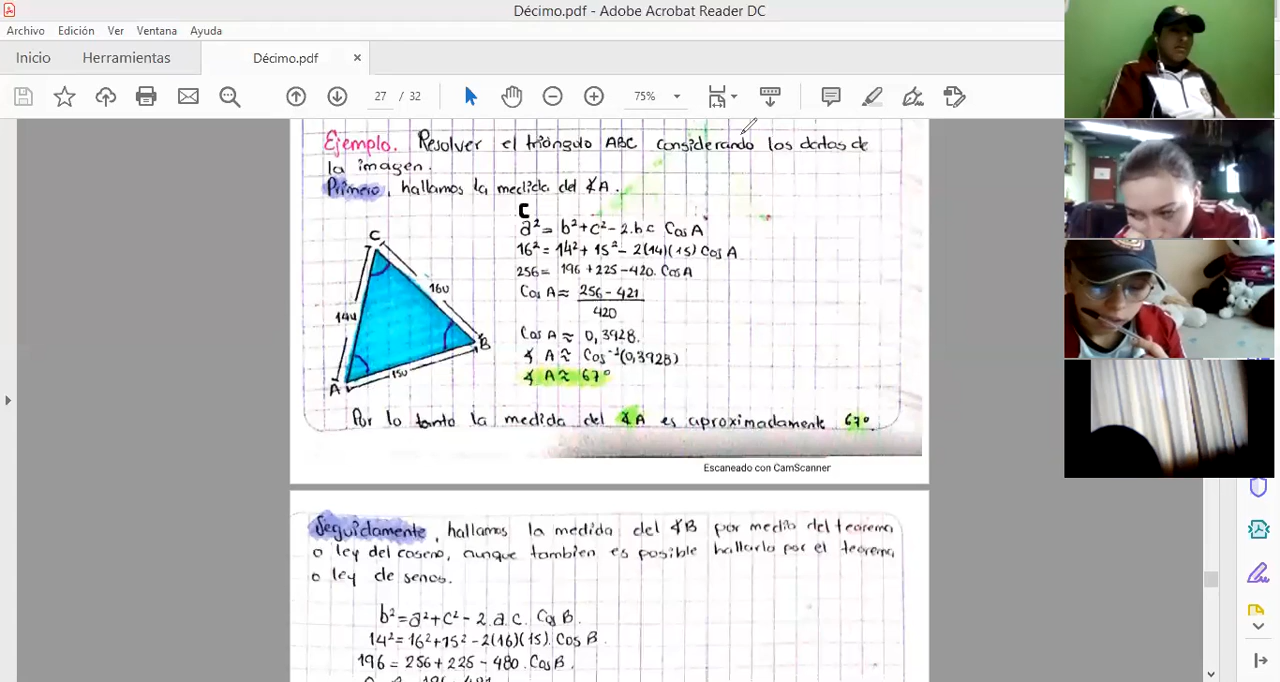 Décimo.pdf - Adobe Acrobat Reader DC
Archivo Edición Ver Ventana Ayuda
Inicio Herramientas Décimo.pdf ×
27 / 32 75%
Ejemplo. Resolver el triángulo ABC considerando los datos de
la imagen.
Primero, hallamos la medida del ∡A.
C
a² = b² + c² - 2.b.c Cos A
16² = 14² + 15² - 2(14)(15) Cos A
256 = 196 + 225 - 420. Cos A
Cos A ≈ 256 - 421
420
Cos A ≈ 0,3928.
∡ A ≈ Cos⁻¹(0,3928)
∡ A ≈ 67°
C
16u
14u
B
15u
A
Por lo tanto la medida del ∡A es aproximadamente 67°
Escaneado con CamScanner
Seguidamente, hallamos la medida del ∡B por medio del teorema
o ley del coseno, aunque tambien es posible hallarlo por el teorema
o ley de senos.
b² = a² + c² - 2.a.c. Cos B.
14² = 16² + 15² - 2(16)(15). Cos B.
196 = 256 + 225 - 480. Cos B.